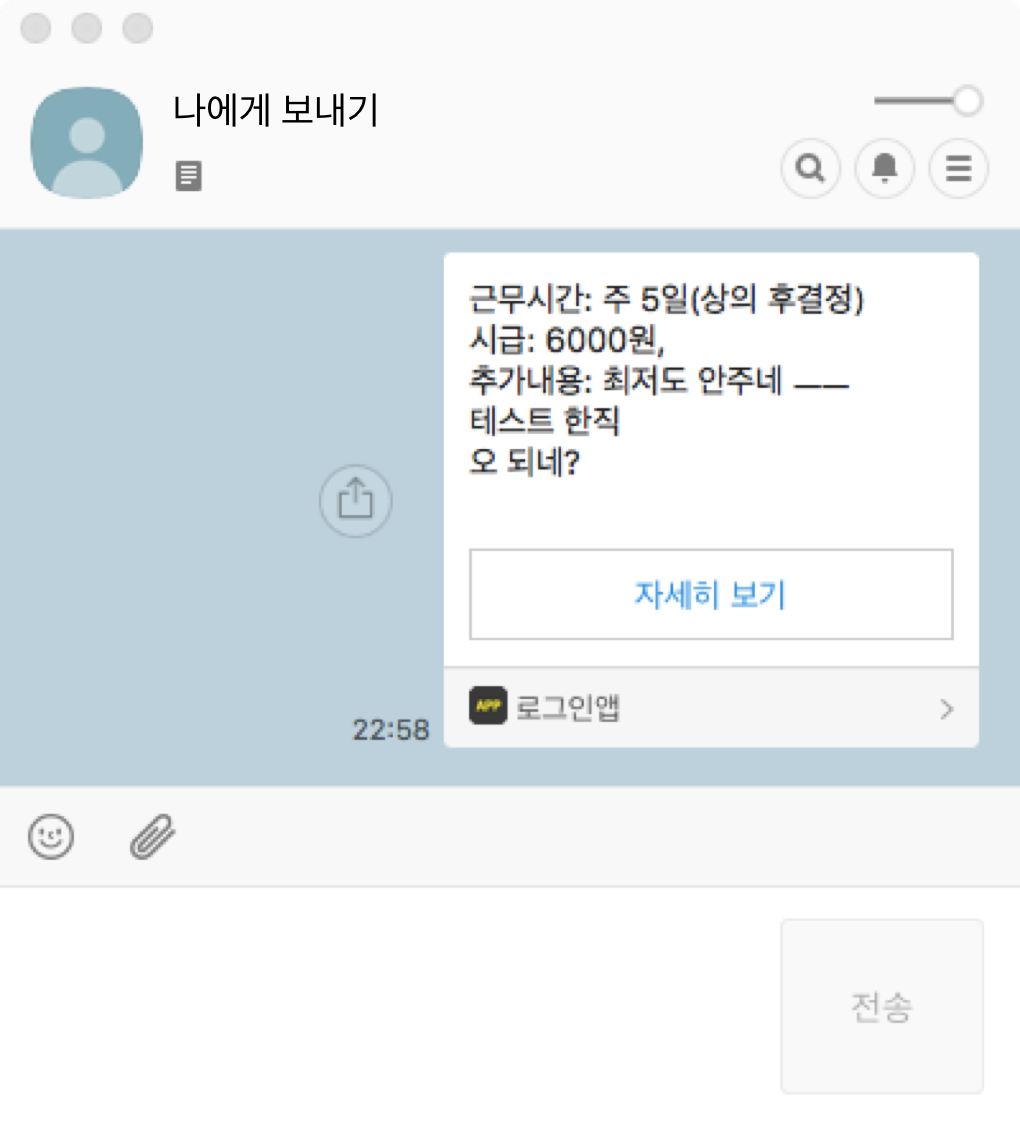 나에게 보내기
근무시간: 주 5일(상의 후결정)
시급: 6000원,
추가내용: 최저도 안주네 ㅡㅡ
테스트 한직
오 되네?
자세히 보기
APP 로그인앱
22:58
전송